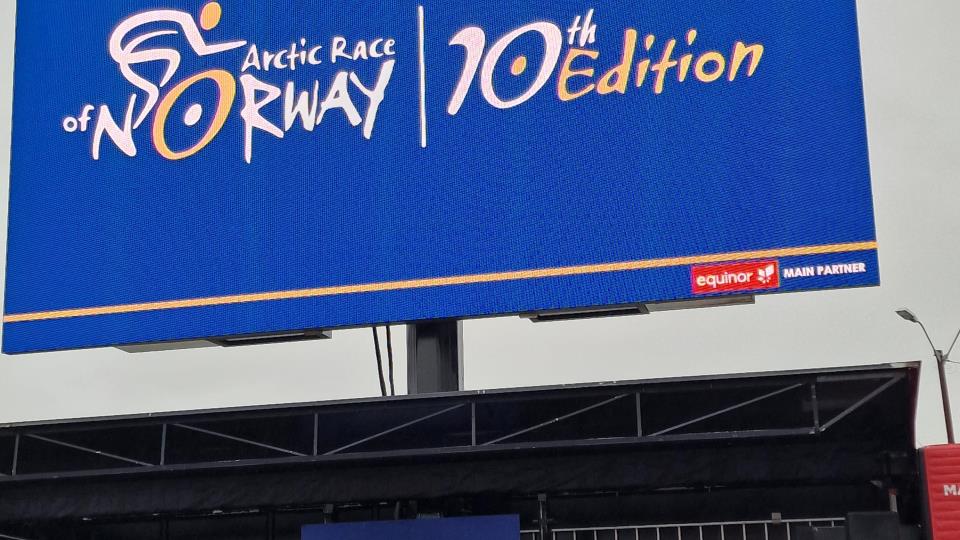 Arctic Race
of Norway
10th
Edition
equinor
MAIN PARTNER